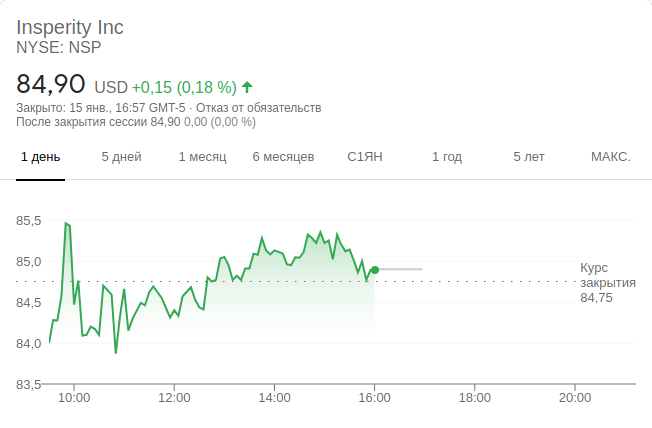 Insperity Inc
NYSE: NSP
84,90 USD +0,15 (0,18 %)
Закрыто: 15 янв., 16:57 GMT-5 · Отказ от обязательств
После закрытия сессии 84,90 0,00 (0,00 %)
1 день 5 дней 1 месяц 6 месяцев С1ЯН 1 год 5 лет МАКС.
85,5
85,0
Курс
закрытия
84,75
84,5
84,0
83,5
10:00 12:00 14:00 16:00 18:00 20:00